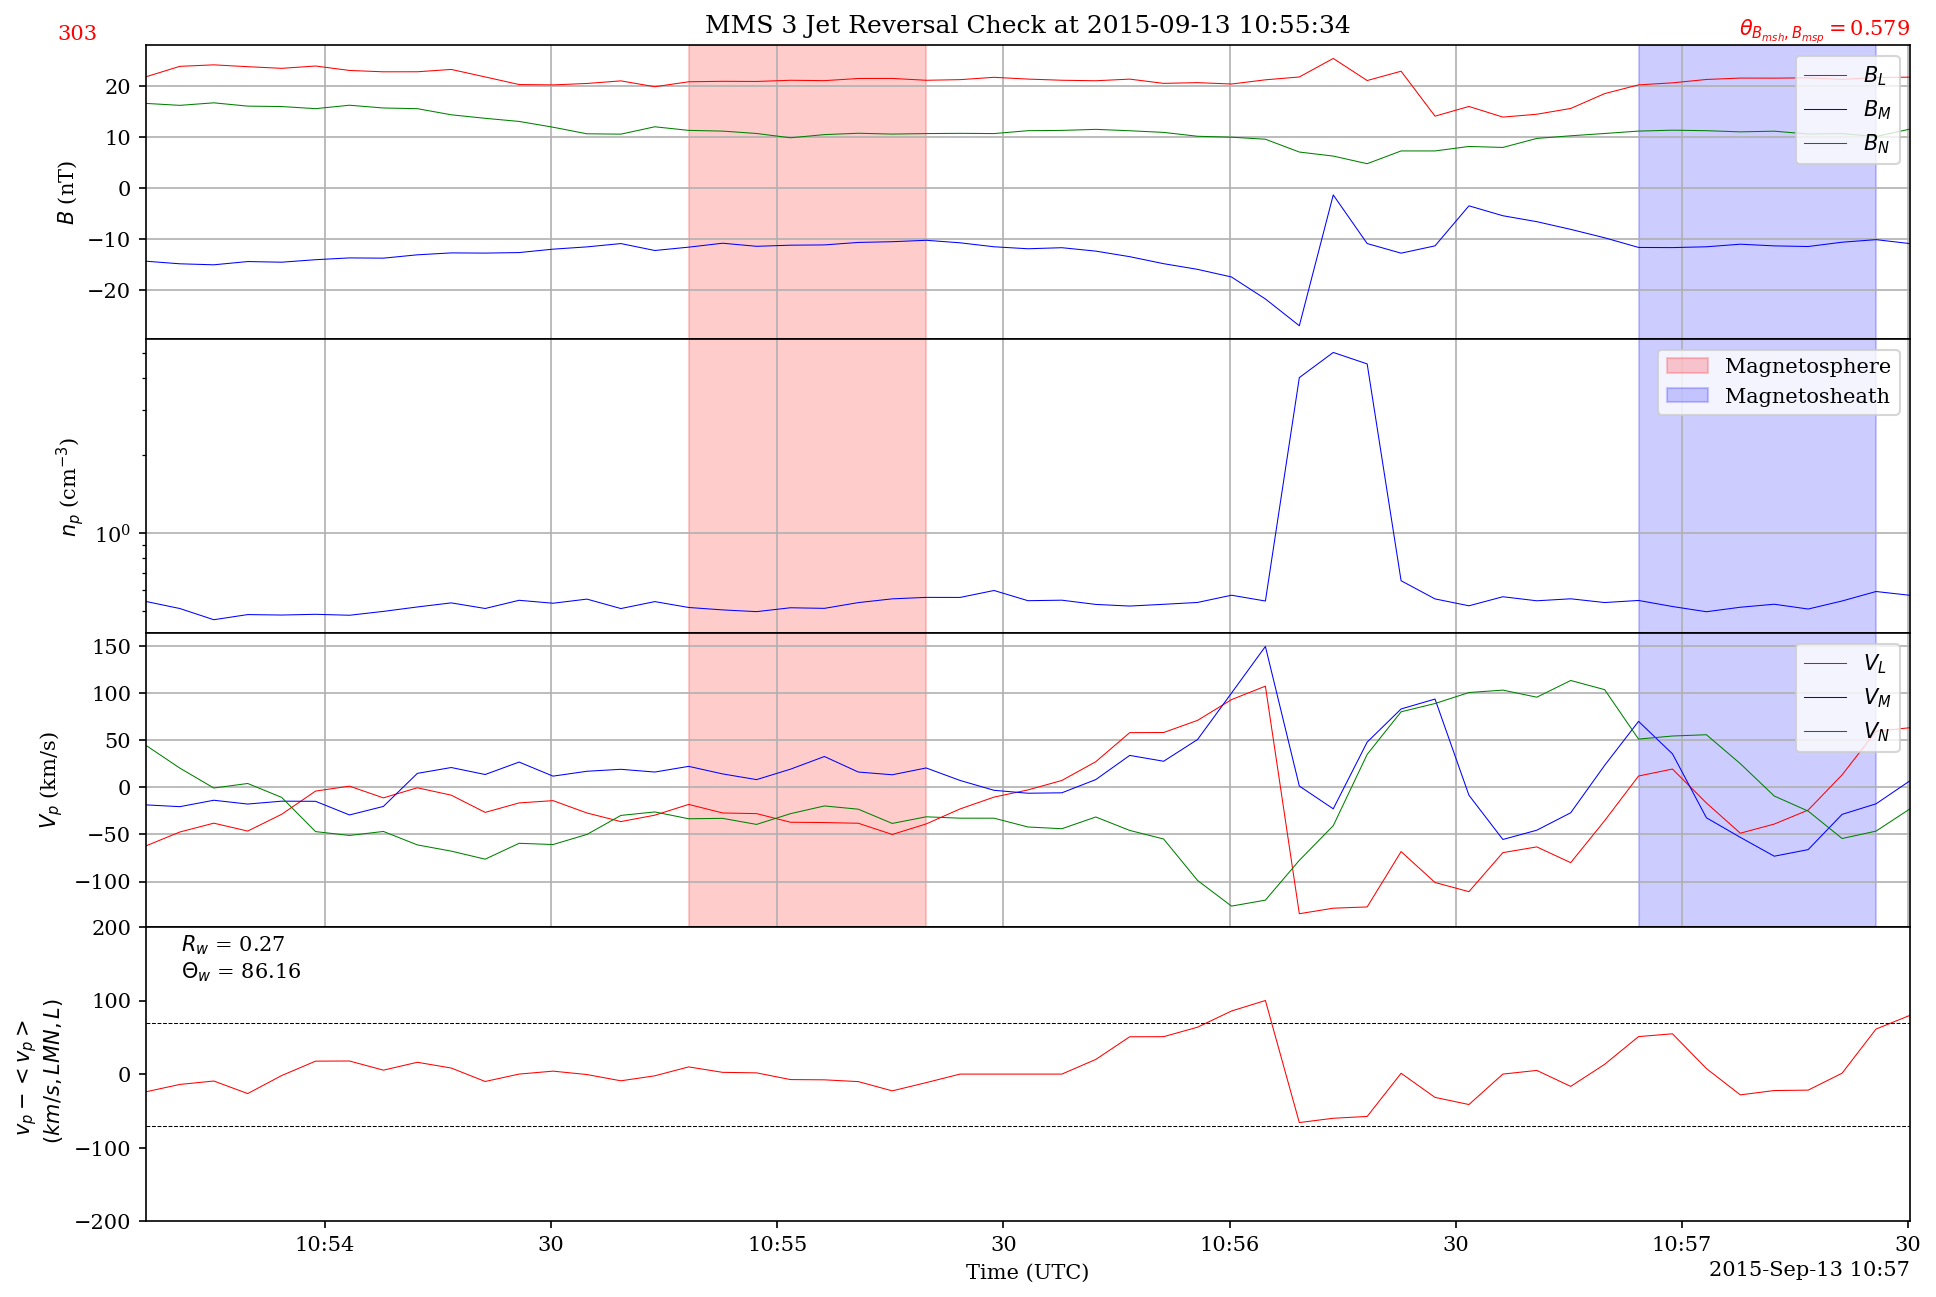 303
MMS 3 Jet Reversal Check at 2015-09-13 10:55:34
θ_{B_{msh}, B_{msp}} = 0.579
20
10
0
−10
−20
B (nT)
B_L
B_M
B_N
10^0
n_p (cm^{−3})
Magnetosphere
Magnetosheath
150
100
50
0
−50
−100
V_p (km/s)
V_L
V_M
V_N
200
100
0
−100
−200
v_p − < v_p >
(km/s, LMN, L)
R_w = 0.27
Θ_w = 86.16
10:54
30
10:55
30
10:56
30
10:57
30
Time (UTC)
2015-Sep-13 10:57